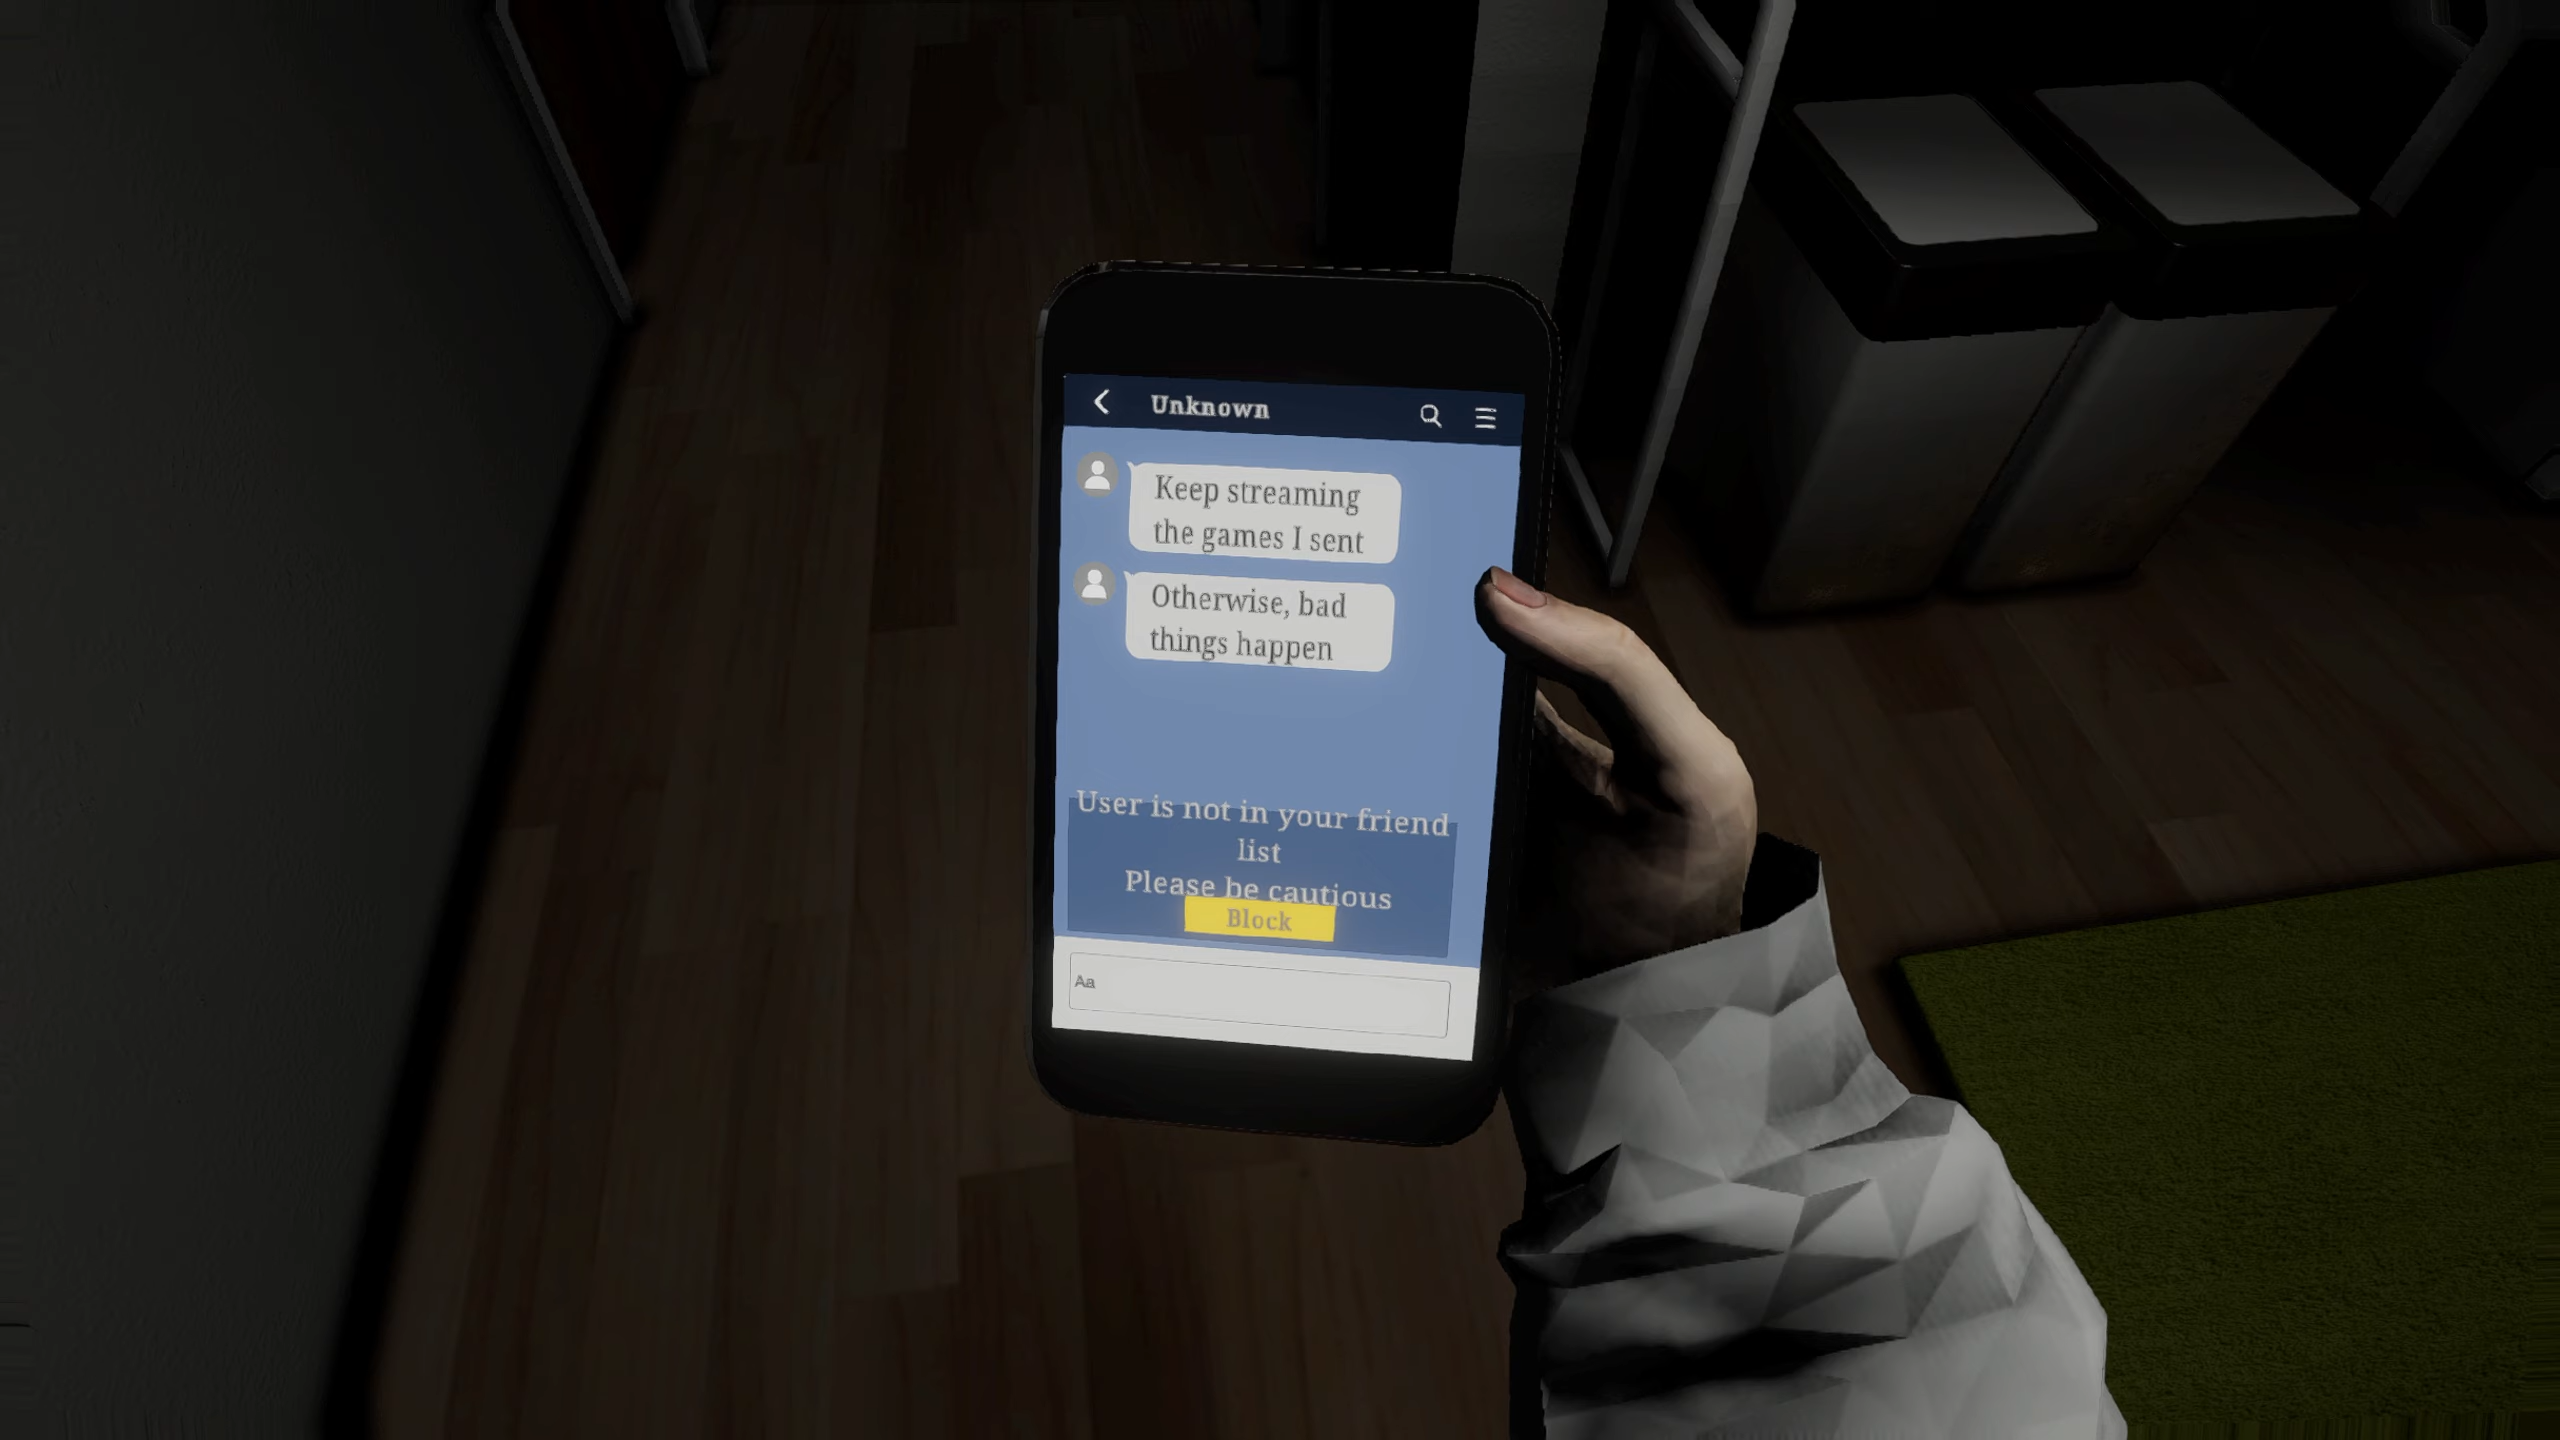 Unknown
Keep streaming
the games I sent
Otherwise, bad
things happen
User is not in your friend
list
Please be cautious
Block
Aa